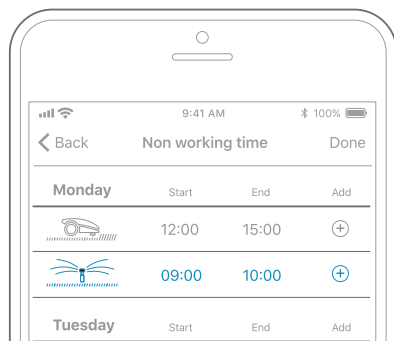 9:41 AM 100%
Back Non working time Done
Monday Start End Add
12:00 15:00
09:00 10:00
Tuesday Start End Add